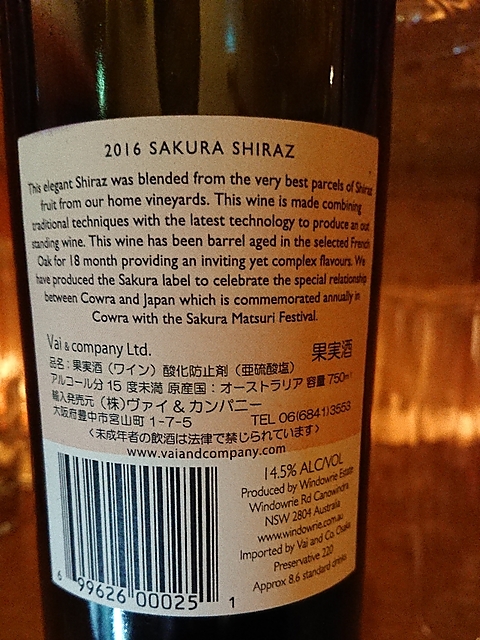 2016 SAKURA SHIRAZ
This elegant Shiraz was blended from the very best parcels of Shiraz
fruit from our home vineyards. This wine is made combining
traditional techniques with the latest technology to produce an out
standing wine. This wine has been barrel aged in the selected French
Oak for 18 month providing an inviting yet complex flavours. We
have produced the Sakura label to celebrate the special relationship
between Cowra and Japan which is commemorated annually in
Cowra with the Sakura Matsuri Festival.
Vai & company Ltd. 果実酒
品名：果実酒（ワイン）酸化防止剤（亜硫酸塩）
アルコール分 15 度未満 原産国：オーストラリア 容量 750ml
輸入発売元（株）ヴァイ & カンパニー
大阪府豊中市宮山町 1-7-5 TEL 06(6841)3553
＜未成年者の飲酒は法律で禁じられています＞
www.vaiandcompany.com
14.5% ALC/VOL
Produced by Windowrie Estate
Windowrie Rd Canowindra
NSW 2804 Australia
www.windowrie.com.au
Imported by Vai and Co. Osaka
Preservative 220
Approx 8.6 standard drinks
6 99626 00025 1